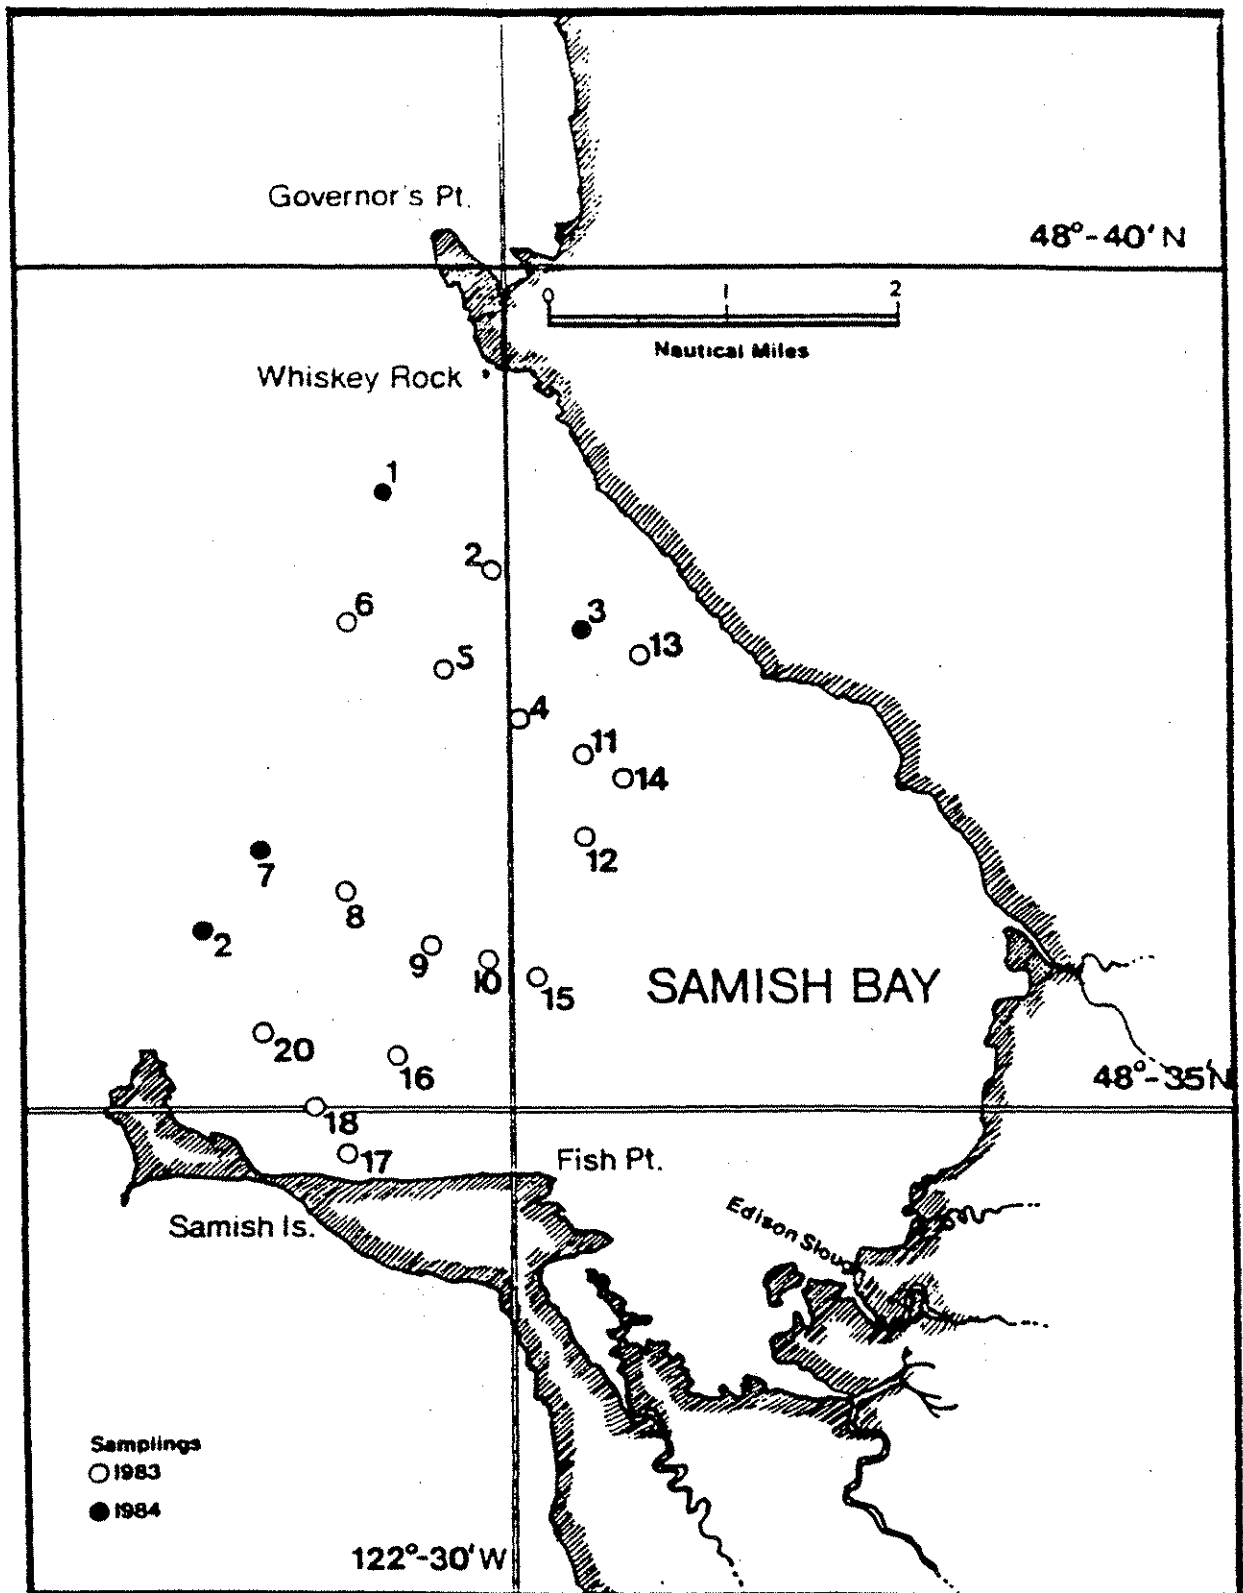 Governor's Pt.
48°-40'N
0 1 2
Nautical Miles
Whiskey Rock
1
2
6
3
13
5
4
11
14
12
7
8
2
9
10
15
SAMISH BAY
20
16
48°-35'N
18
17
Fish Pt.
Samish Is.
Edison Slough
Samplings
1983
1984
122°-30'W